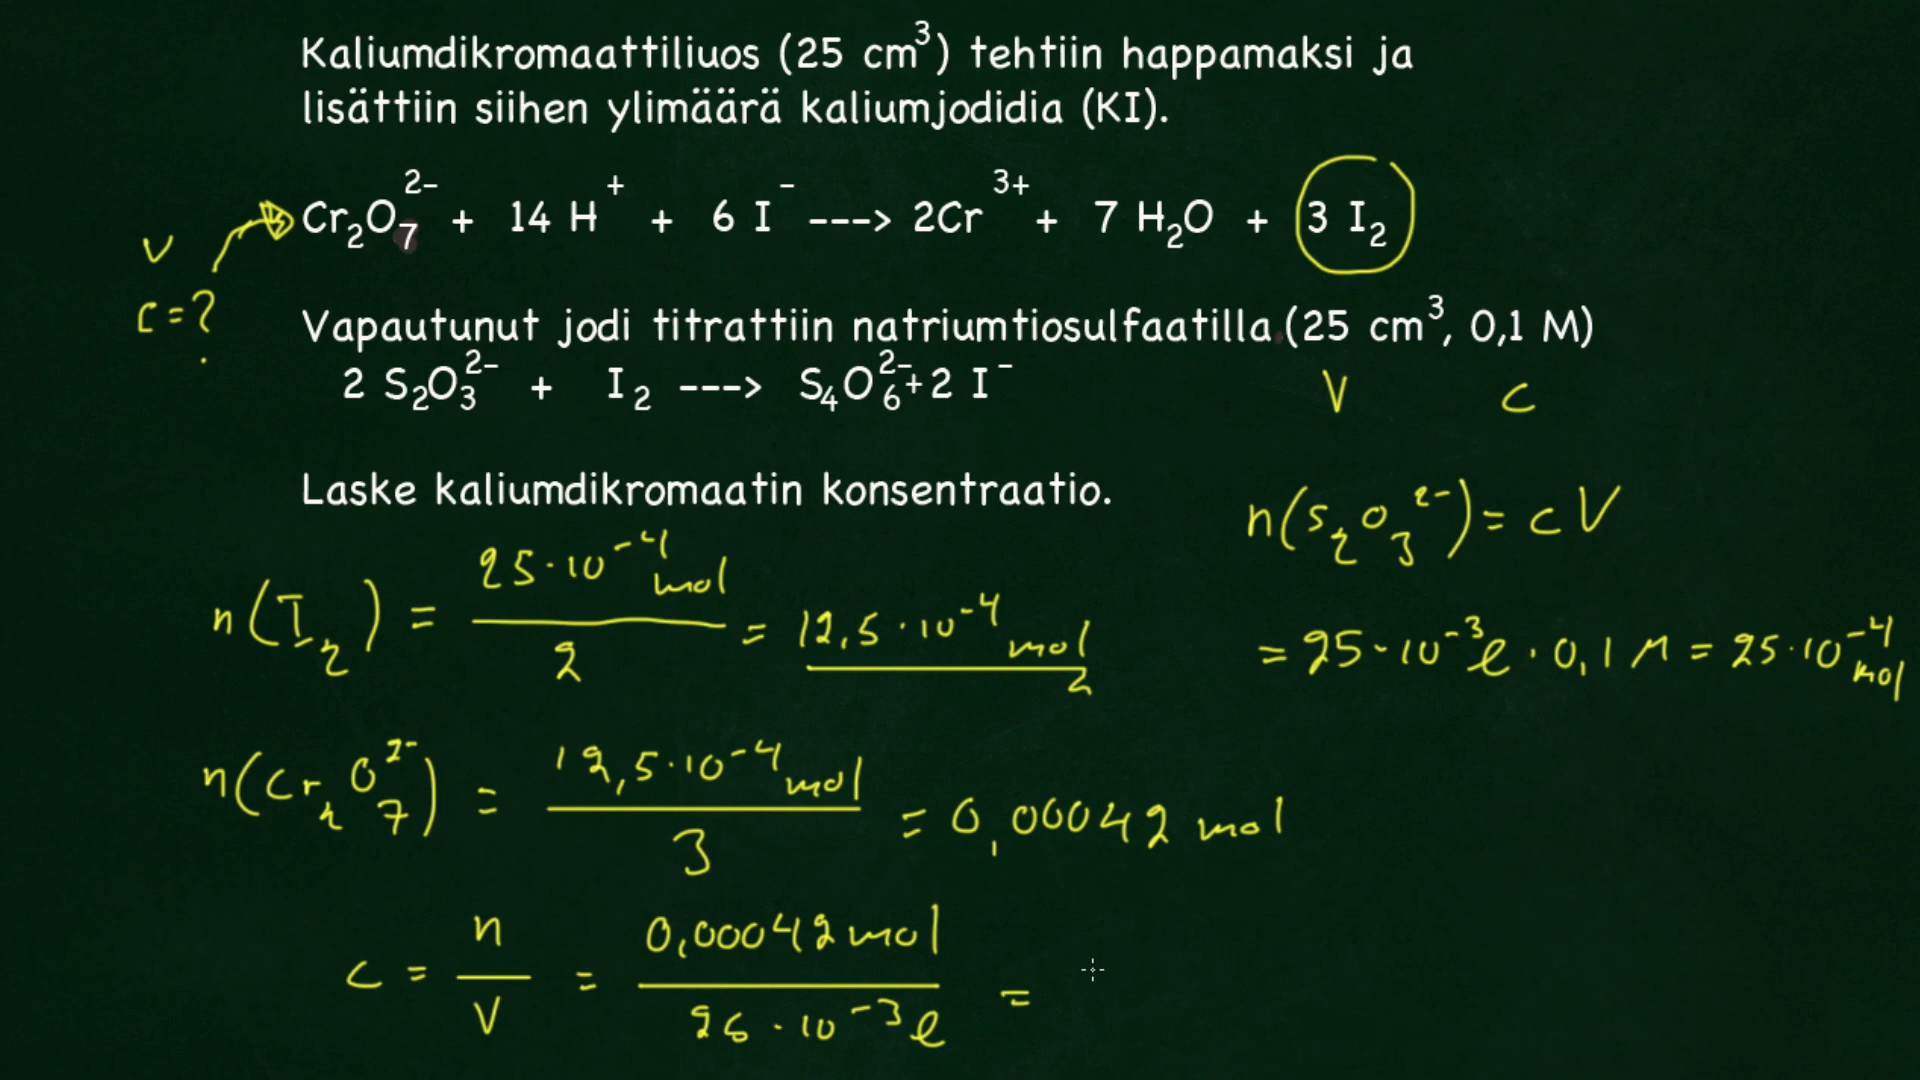 Kaliumdikromaattiliuos (25 cm³) tehtiin happamaksi ja
lisättiin siihen ylimäärä kaliumjodidia (KI).
Cr₂O₇²⁻ + 14 H⁺ + 6 I⁻ ---> 2Cr³⁺ + 7 H₂O + 3 I₂
V
c = ?
Vapautunut jodi titrattiin natriumtiosulfaatilla (25 cm³, 0,1 M)
2 S₂O₃²⁻ + I₂ ---> S₄O₆²⁻ + 2 I⁻
V c
Laske kaliumdikromaatin konsentraatio.
n(S₂O₃²⁻) = cV
= 25·10⁻³ l · 0,1 M = 25·10⁻⁴ mol
n(I₂) = 25·10⁻⁴ mol / 2 = 12,5·10⁻⁴ mol
n(Cr₂O₇²⁻) = 12,5·10⁻⁴ mol / 3 = 0,00042 mol
c = n / V = 0,00042 mol / 25·10⁻³ l =